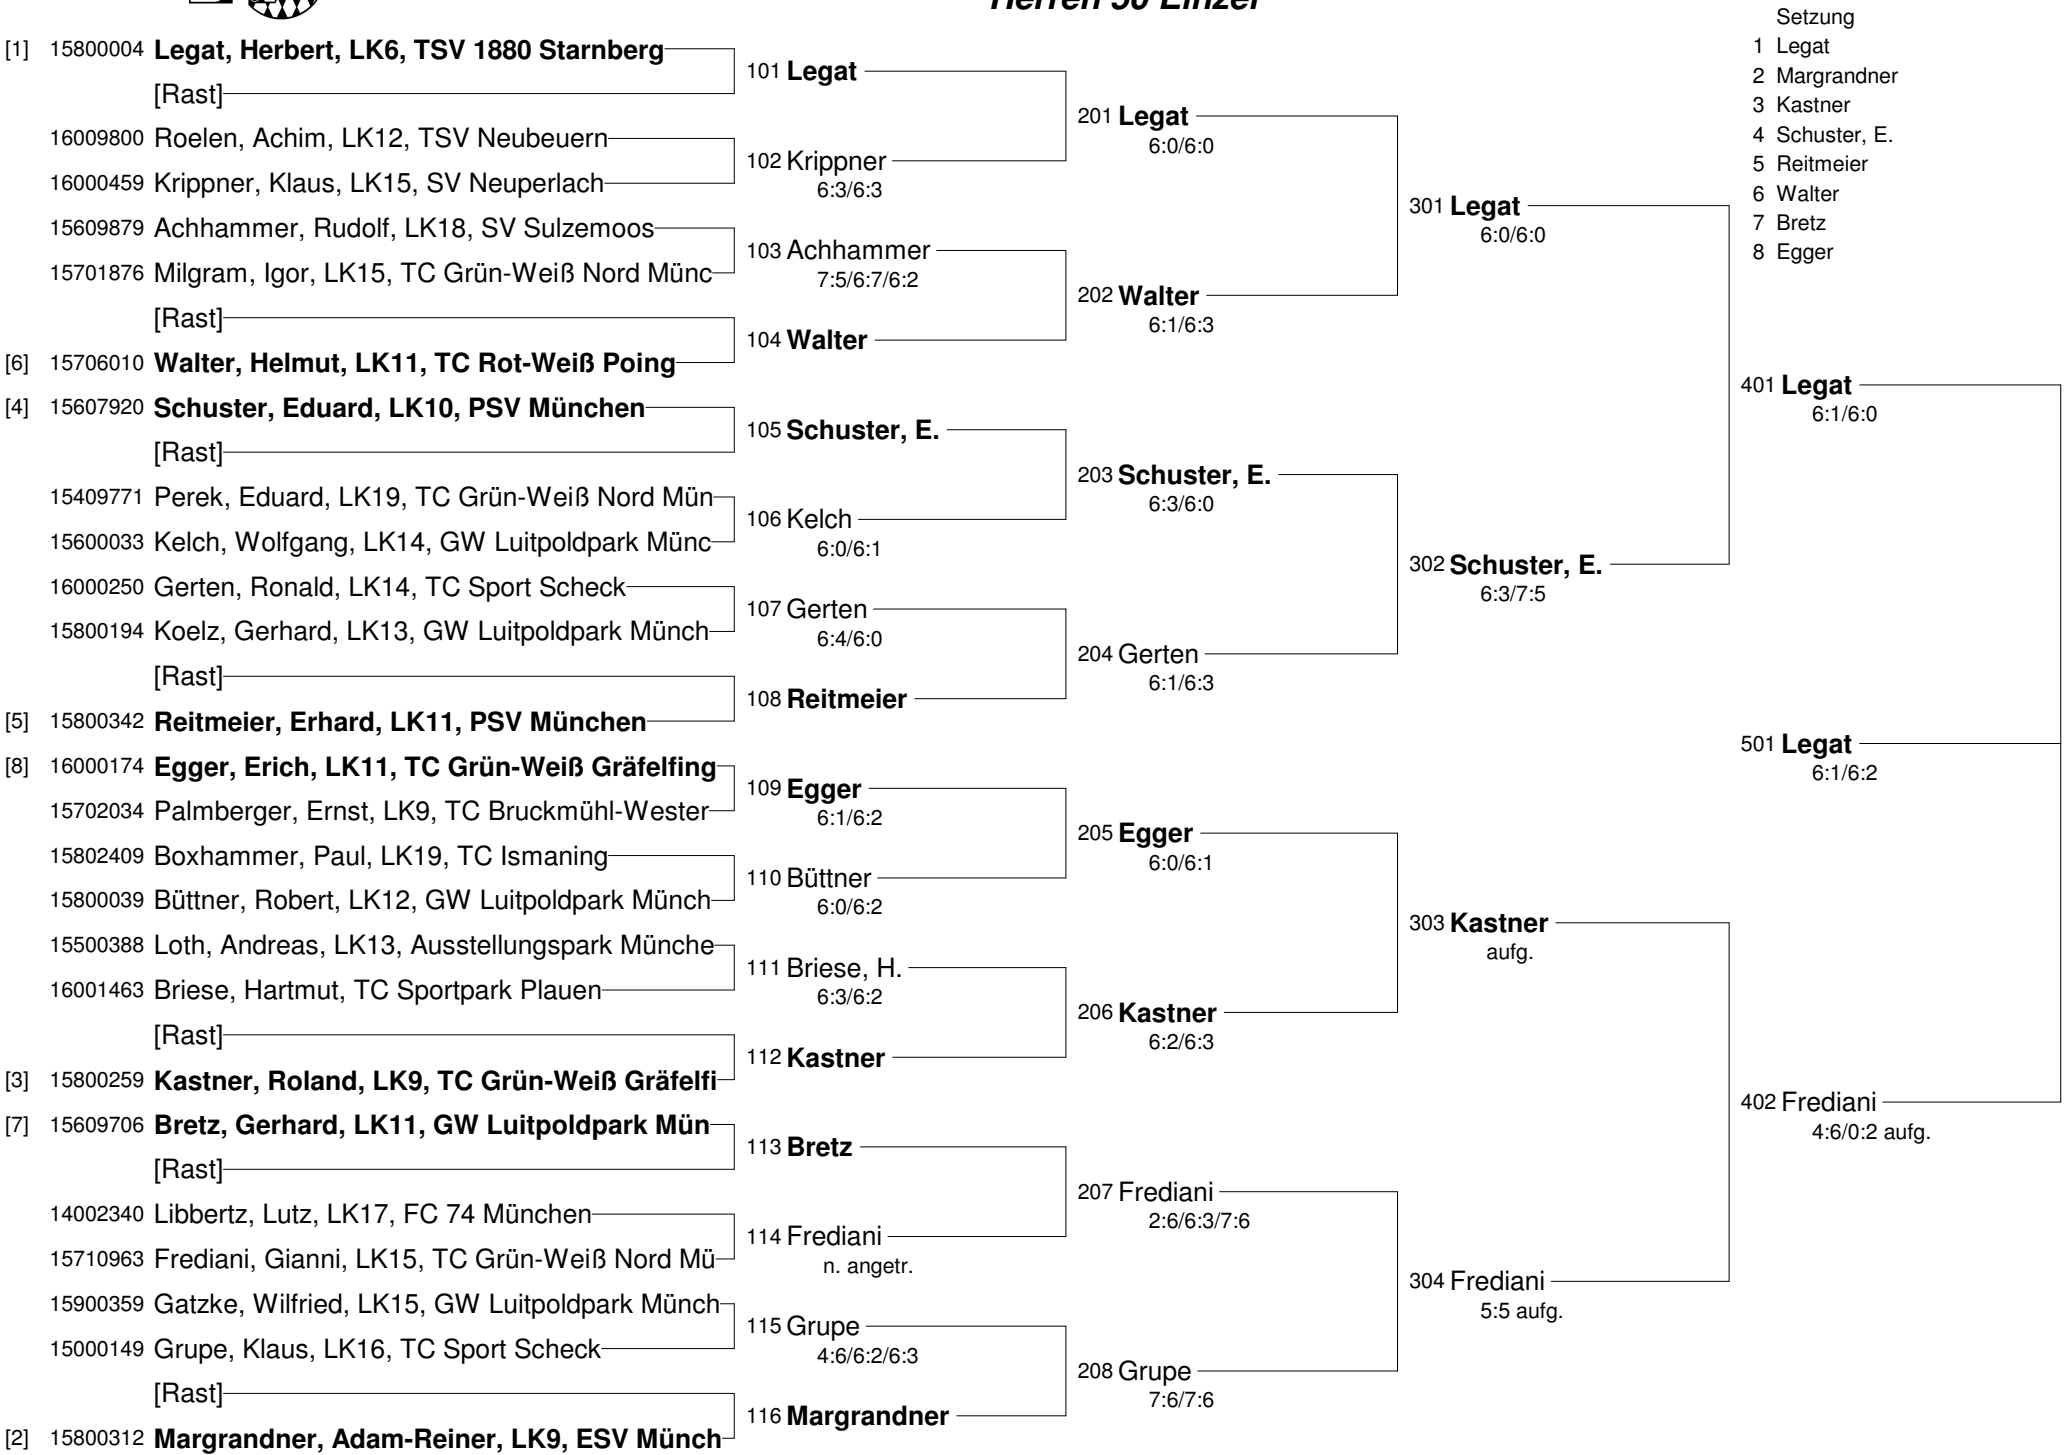 Herren 50 Einzel
Setzung
1 Legat
2 Margrandner
3 Kastner
4 Schuster, E.
5 Reitmeier
6 Walter
7 Bretz
8 Egger
[1] 15800004 Legat, Herbert, LK6, TSV 1880 Starnberg
[Rast]
16009800 Roelen, Achim, LK12, TSV Neubeuern
16000459 Krippner, Klaus, LK15, SV Neuperlach
15609879 Achhammer, Rudolf, LK18, SV Sulzemoos
15701876 Milgram, Igor, LK15, TC Grün-Weiß Nord Münc
[Rast]
[6] 15706010 Walter, Helmut, LK11, TC Rot-Weiß Poing
[4] 15607920 Schuster, Eduard, LK10, PSV München
[Rast]
15409771 Perek, Eduard, LK19, TC Grün-Weiß Nord Mün
15600033 Kelch, Wolfgang, LK14, GW Luitpoldpark Münc
16000250 Gerten, Ronald, LK14, TC Sport Scheck
15800194 Koelz, Gerhard, LK13, GW Luitpoldpark Münch
[Rast]
[5] 15800342 Reitmeier, Erhard, LK11, PSV München
[8] 16000174 Egger, Erich, LK11, TC Grün-Weiß Gräfelfing
15702034 Palmberger, Ernst, LK9, TC Bruckmühl-Wester
15802409 Boxhammer, Paul, LK19, TC Ismaning
15800039 Büttner, Robert, LK12, GW Luitpoldpark Münch
15500388 Loth, Andreas, LK13, Ausstellungspark Münche
16001463 Briese, Hartmut, TC Sportpark Plauen
[Rast]
[3] 15800259 Kastner, Roland, LK9, TC Grün-Weiß Gräfelfi
[7] 15609706 Bretz, Gerhard, LK11, GW Luitpoldpark Mün
[Rast]
14002340 Libbertz, Lutz, LK17, FC 74 München
15710963 Frediani, Gianni, LK15, TC Grün-Weiß Nord Mü
15900359 Gatzke, Wilfried, LK15, GW Luitpoldpark Münch
15000149 Grupe, Klaus, LK16, TC Sport Scheck
[Rast]
[2] 15800312 Margrandner, Adam-Reiner, LK9, ESV Münch
101 Legat
102 Krippner
6:3/6:3
103 Achhammer
7:5/6:7/6:2
104 Walter
105 Schuster, E.
106 Kelch
6:0/6:1
107 Gerten
6:4/6:0
108 Reitmeier
109 Egger
6:1/6:2
110 Büttner
6:0/6:2
111 Briese, H.
6:3/6:2
112 Kastner
113 Bretz
114 Frediani
n. angetr.
115 Grupe
4:6/6:2/6:3
116 Margrandner
201 Legat
6:0/6:0
202 Walter
6:1/6:3
203 Schuster, E.
6:3/6:0
204 Gerten
6:1/6:3
205 Egger
6:0/6:1
206 Kastner
6:2/6:3
207 Frediani
2:6/6:3/7:6
208 Grupe
7:6/7:6
301 Legat
6:0/6:0
302 Schuster, E.
6:3/7:5
303 Kastner
aufg.
304 Frediani
5:5 aufg.
401 Legat
6:1/6:0
501 Legat
6:1/6:2
402 Frediani
4:6/0:2 aufg.